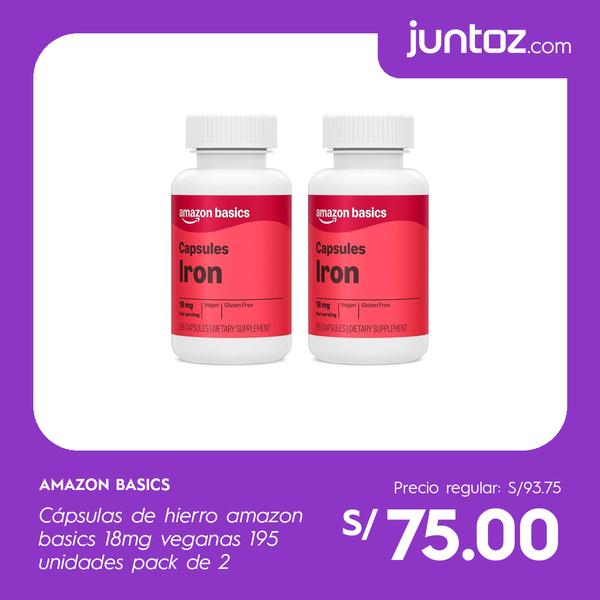 juntoz.com
amazon basics
Capsules
Iron
18 mg
Per serving
Vegan
Gluten Free
195 CAPSULES | DIETARY SUPPLEMENT
amazon basics
Capsules
Iron
18 mg
Per serving
Vegan
Gluten Free
195 CAPSULES | DIETARY SUPPLEMENT
AMAZON BASICS
Cápsulas de hierro amazon
basics 18mg veganas 195
unidades pack de 2
Precio regular: S/93.75
S/75.00